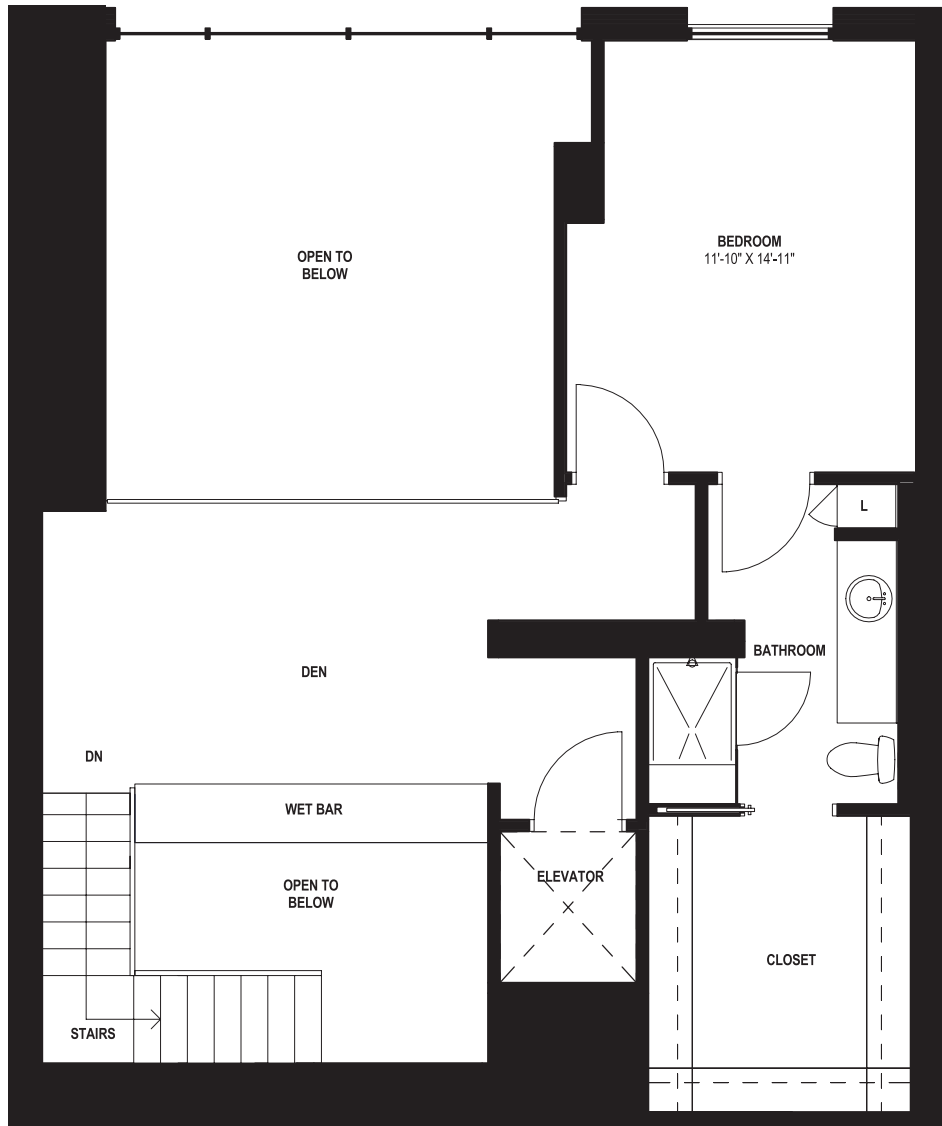 OPEN TO
BELOW
BEDROOM
11'-10" X 14'-11"
L
BATHROOM
DEN
DN
WET BAR
ELEVATOR
OPEN TO
BELOW
CLOSET
STAIRS